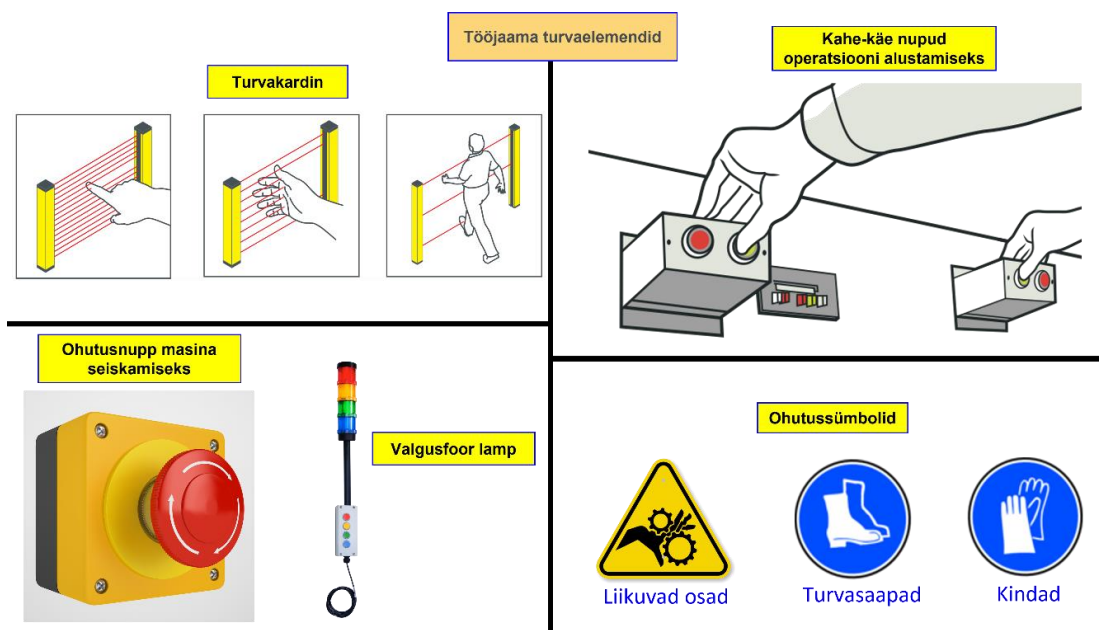 Tööjaama turvaelemendid
Turvakardin
Kahe-käe nupud
operatsiooni alustamiseks
Ohutusnupp masina
seiskamiseks
Valgusfoor lamp
Ohutussümbolid
Liikuvad osad
Turvasaapad
Kindad